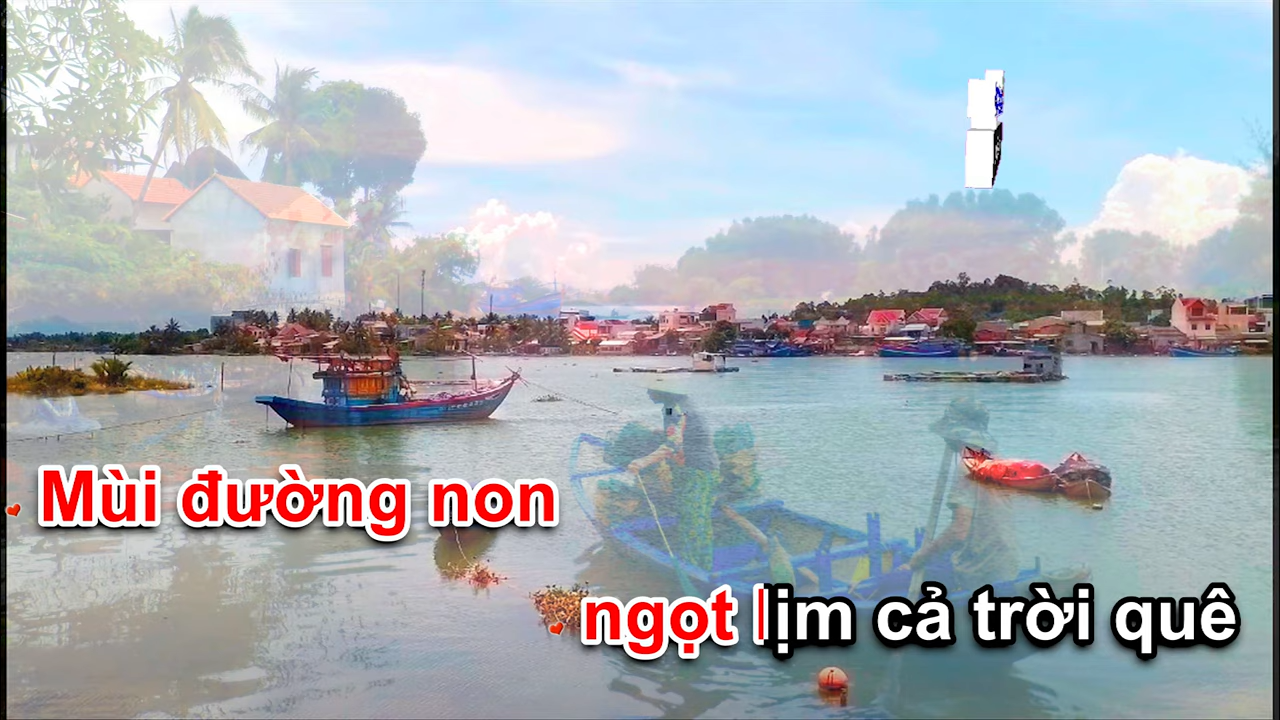 Mùi đường non
ngọt lịm cả trời quê